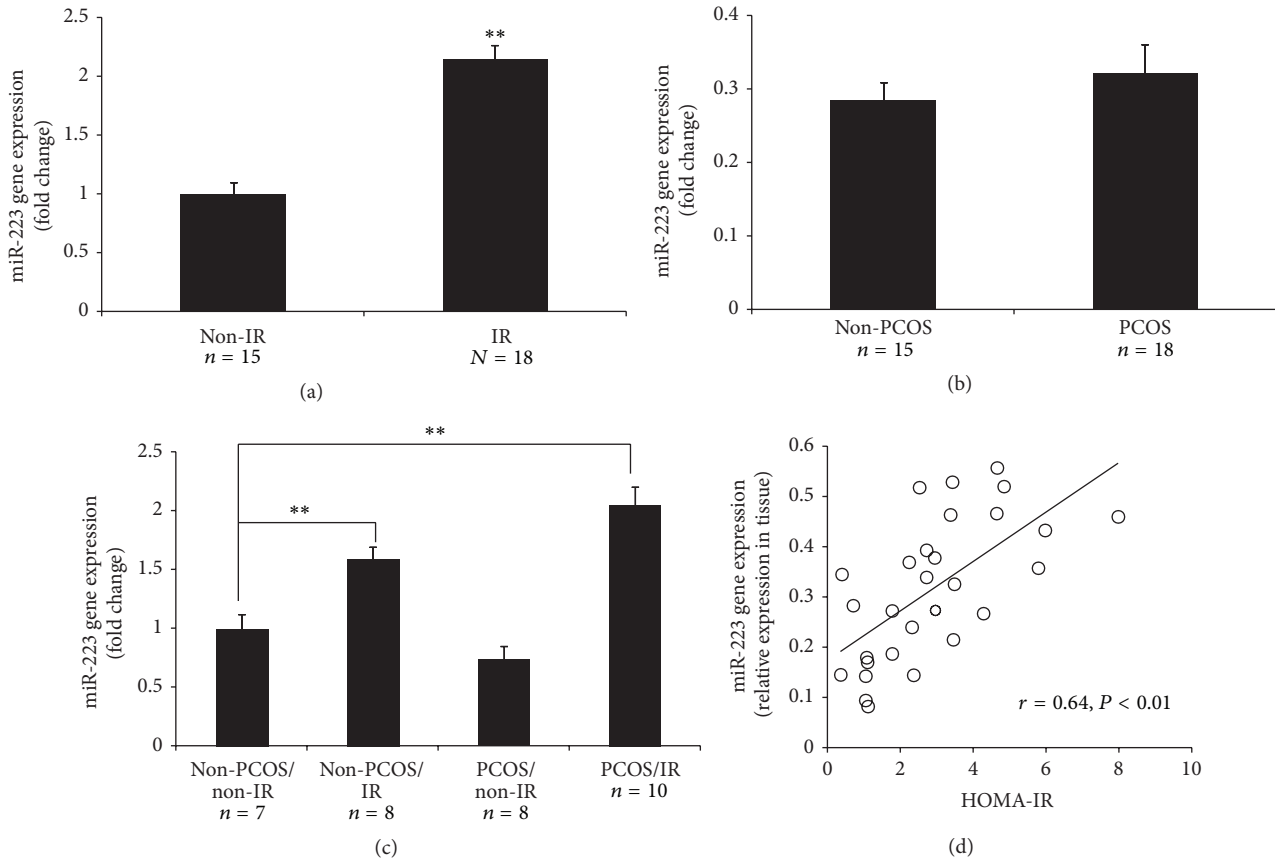 miR-223 gene expression
(fold change)
2.5
2
1.5
1
0.5
0
**
Non-IR
n = 15
IR
N = 18
(a)
miR-223 gene expression
(fold change)
0.4
0.3
0.2
0.1
0
Non-PCOS
n = 15
PCOS
n = 18
(b)
miR-223 gene expression
(fold change)
2.5
2
1.5
1
0.5
0
**
**
Non-PCOS/
non-IR
n = 7
Non-PCOS/
IR
n = 8
PCOS/
non-IR
n = 8
PCOS/IR
n = 10
(c)
miR-223 gene expression
(relative expression in tissue)
0.6
0.5
0.4
0.3
0.2
0.1
0
r = 0.64, P < 0.01
0 2 4 6 8 10
HOMA-IR
(d)